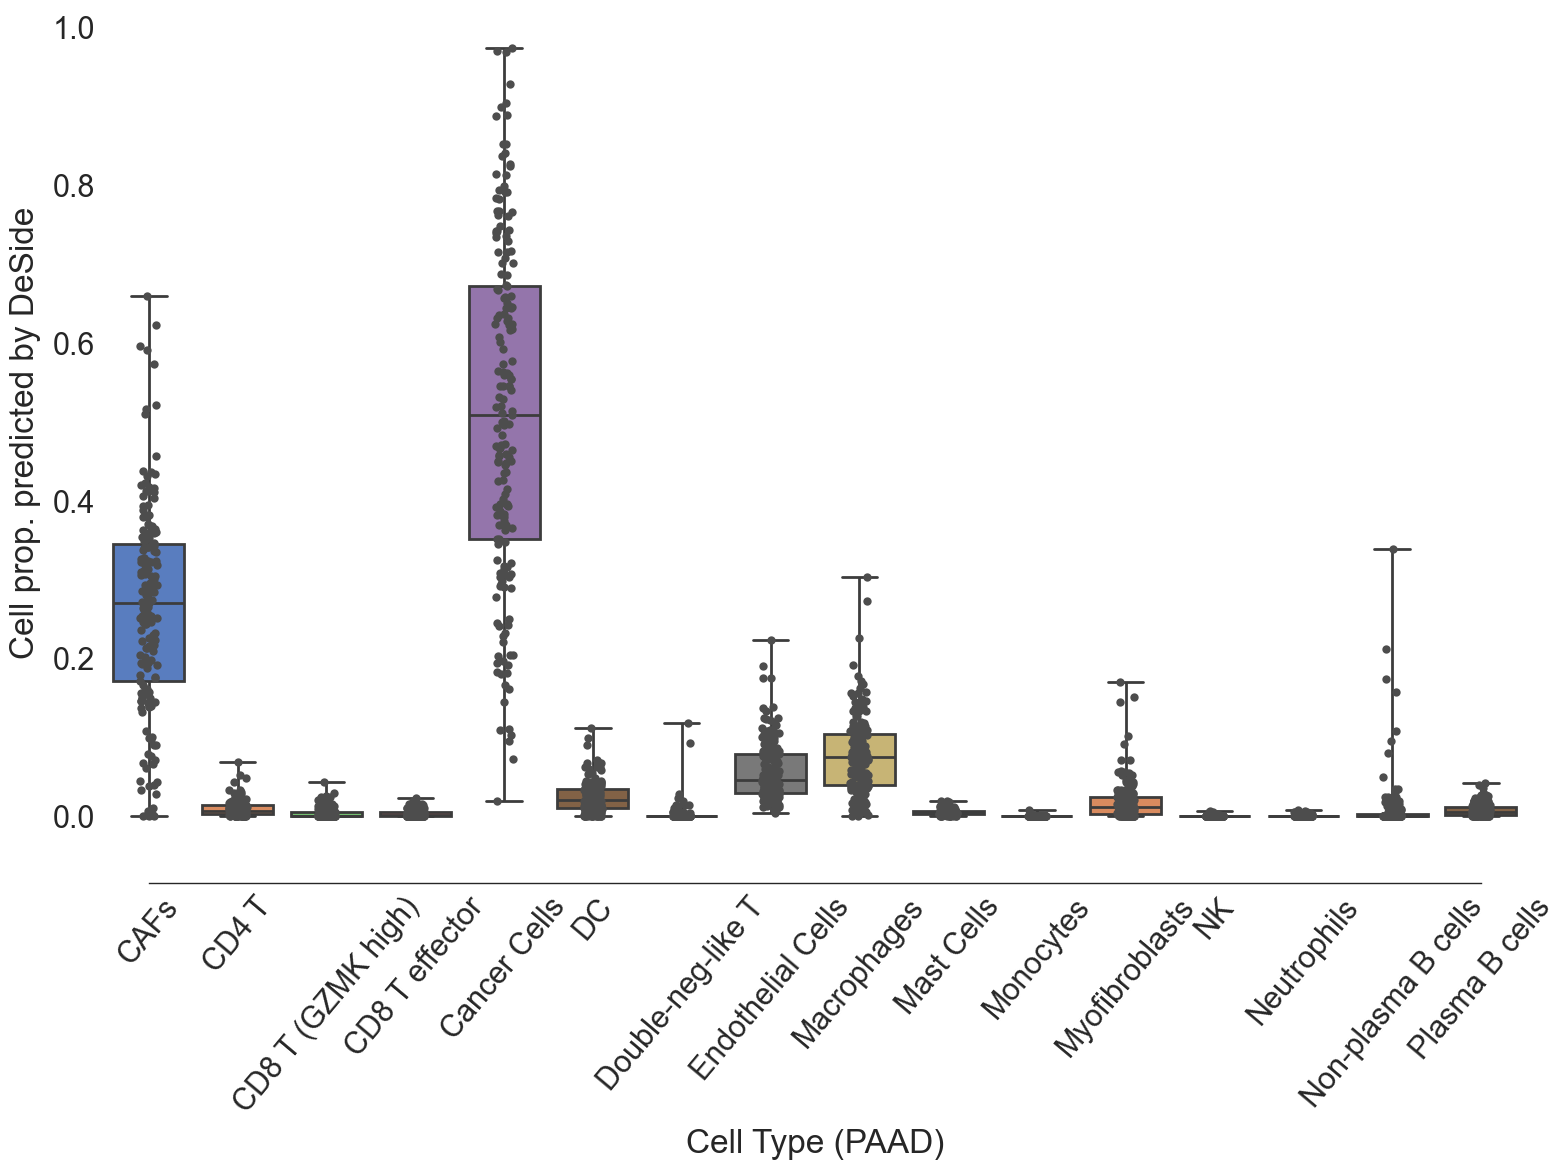 Cell prop. predicted by DeSide
1.0
0.8
0.6
0.4
0.2
0.0
CAFs
CD4 T
CD8 T (GZMK high)
CD8 T effector
Cancer Cells
DC
Double-neg-like T
Endothelial Cells
Macrophages
Mast Cells
Monocytes
Myofibroblasts
NK
Neutrophils
Non-plasma B cells
Plasma B cells
Cell Type (PAAD)